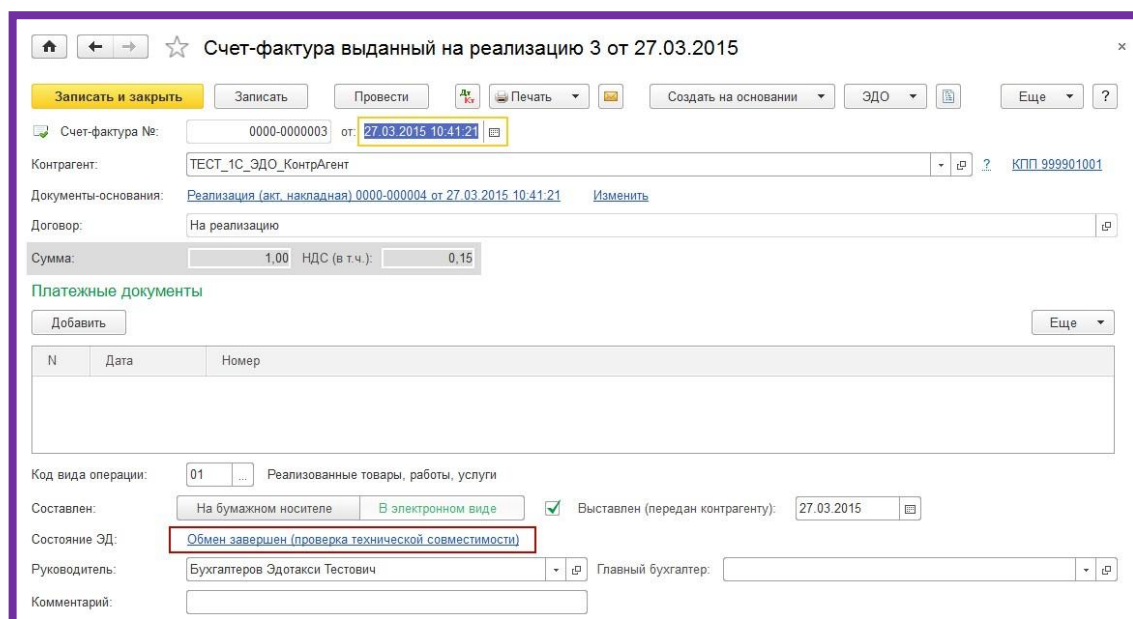 Счет-фактура выданный на реализацию 3 от 27.03.2015 ×
Записать и закрыть Записать Провести Дт Кт Печать Создать на основании ЭДО Еще ?
Счет-фактура №: 0000-0000003 от: 27.03.2015 10:41:21
Контрагент: ТЕСТ_1С_ЭДО_КонтрАгент ? КПП 999901001
Документы-основания: Реализация (акт, накладная) 0000-000004 от 27.03.2015 10:41:21 Изменить
Договор: На реализацию
Сумма: 1,00 НДС (в т.ч.): 0,15
Платежные документы
Добавить Еще
N Дата Номер
Код вида операции: 01 ... Реализованные товары, работы, услуги
Составлен: На бумажном носителе В электронном виде Выставлен (передан контрагенту): 27.03.2015
Состояние ЭД: Обмен завершен (проверка технической совместимости)
Руководитель: Бухгалтеров Эдотакси Тестович Главный бухгалтер:
Комментарий: